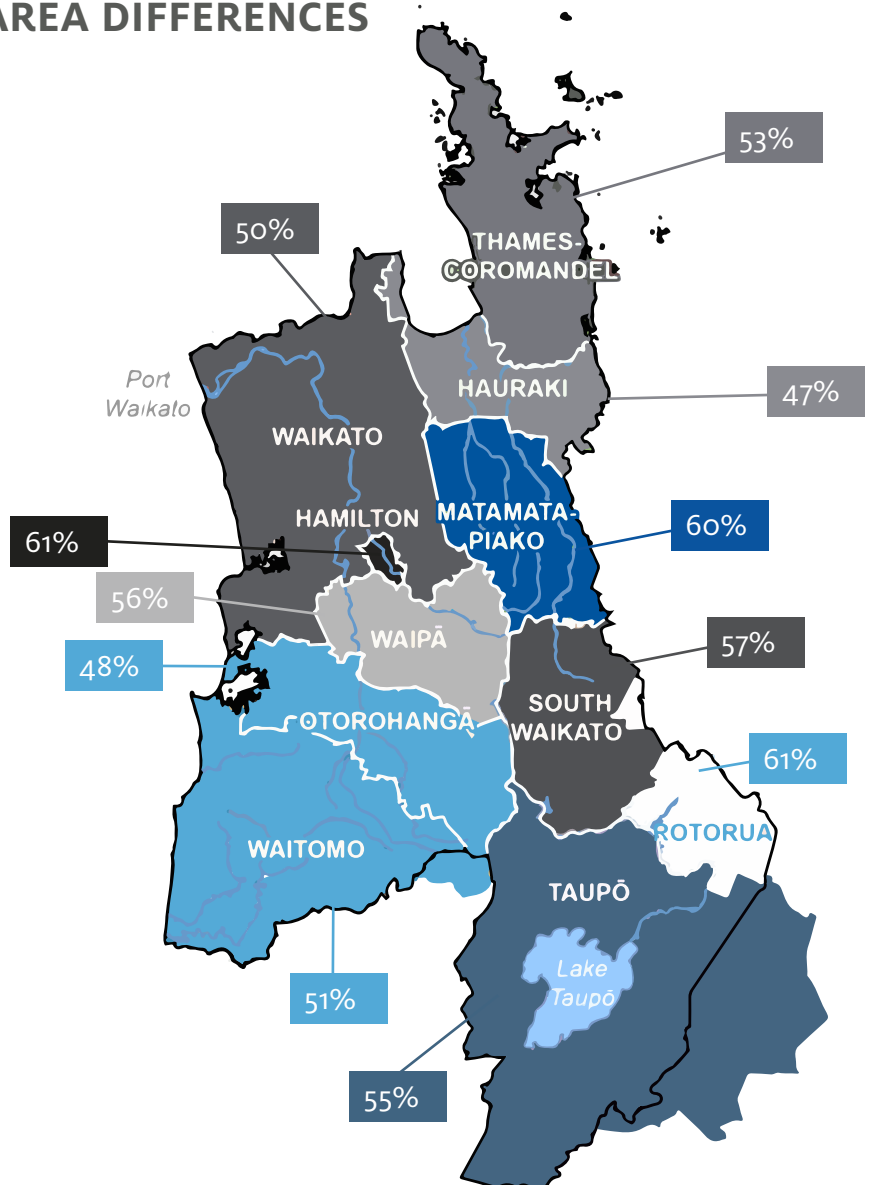 AREA DIFFERENCES
53%
50%
THAMES-
COROMANDEL
Port
Waikato
HAURAKI
47%
WAIKATO
HAMILTON
MATAMATA-
PIAKO
60%
61%
56%
WAIPĀ
57%
48%
SOUTH
WAIKATO
OTOROHANGĀ
61%
ROTORUA
WAITOMO
TAUPŌ
Lake
Taupō
51%
55%